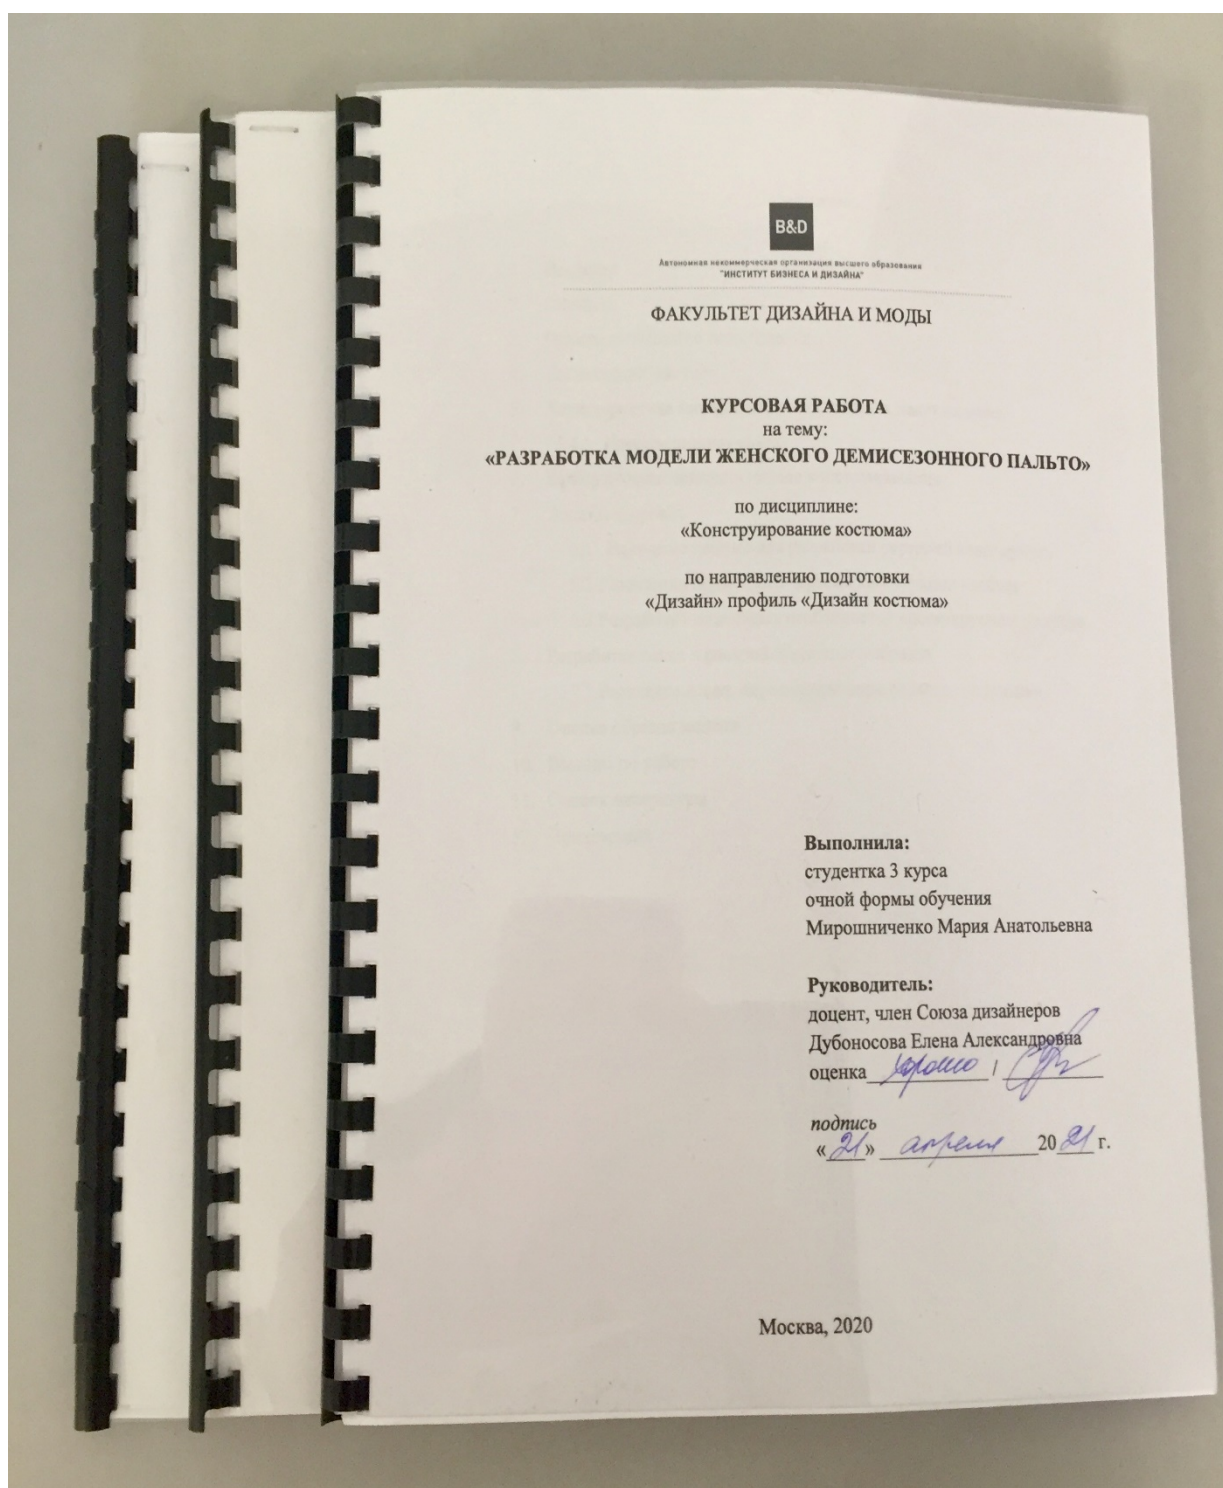 B&D
Автономная некоммерческая организация высшего образования
"ИНСТИТУТ БИЗНЕСА И ДИЗАЙНА"
ФАКУЛЬТЕТ ДИЗАЙНА И МОДЫ
КУРСОВАЯ РАБОТА
на тему:
«РАЗРАБОТКА МОДЕЛИ ЖЕНСКОГО ДЕМИСЕЗОННОГО ПАЛЬТО»
по дисциплине:
«Конструирование костюма»
по направлению подготовки
«Дизайн» профиль «Дизайн костюма»
Выполнила:
студентка 3 курса
очной формы обучения
Мирошниченко Мария Анатольевна
Руководитель:
доцент, член Союза дизайнеров
Дубоносова Елена Александровна
оценка хорошо /
подпись
«21» апреля 2021 г.
Москва, 2020